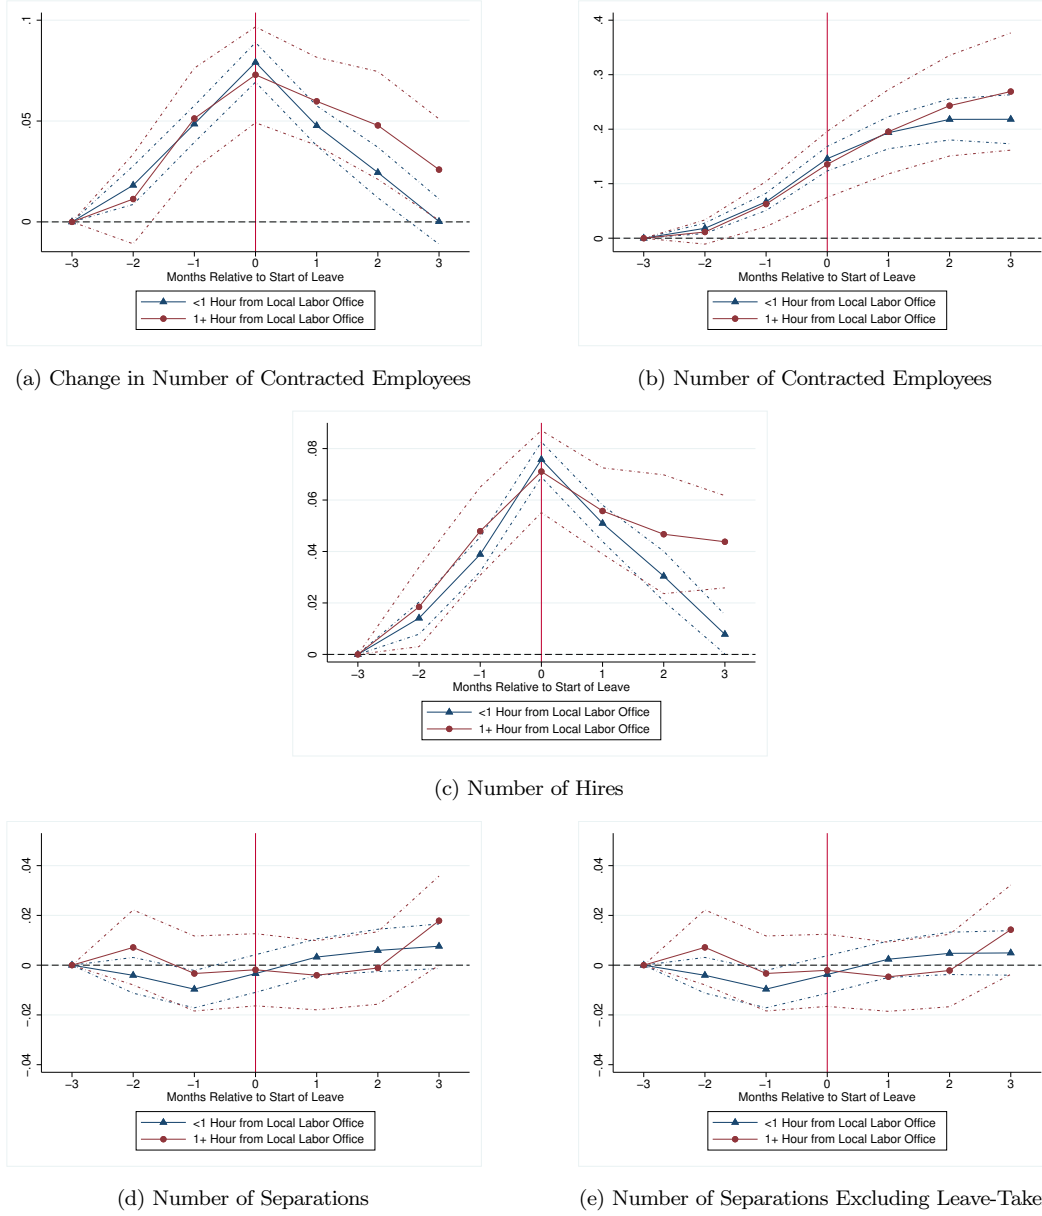 .1
.05
0
−3 −2 −1 0 1 2 3
Months Relative to Start of Leave
<1 Hour from Local Labor Office
1+ Hour from Local Labor Office
(a) Change in Number of Contracted Employees
.4
.3
.2
.1
0
−3 −2 −1 0 1 2 3
Months Relative to Start of Leave
<1 Hour from Local Labor Office
1+ Hour from Local Labor Office
(b) Number of Contracted Employees
.08
.06
.04
.02
0
−3 −2 −1 0 1 2 3
Months Relative to Start of Leave
<1 Hour from Local Labor Office
1+ Hour from Local Labor Office
(c) Number of Hires
.04
.02
0
−.02
−.04
−3 −2 −1 0 1 2 3
Months Relative to Start of Leave
<1 Hour from Local Labor Office
1+ Hour from Local Labor Office
(d) Number of Separations
.04
.02
0
−.02
−.04
−3 −2 −1 0 1 2 3
Months Relative to Start of Leave
<1 Hour from Local Labor Office
1+ Hour from Local Labor Office
(e) Number of Separations Excluding Leave-Take